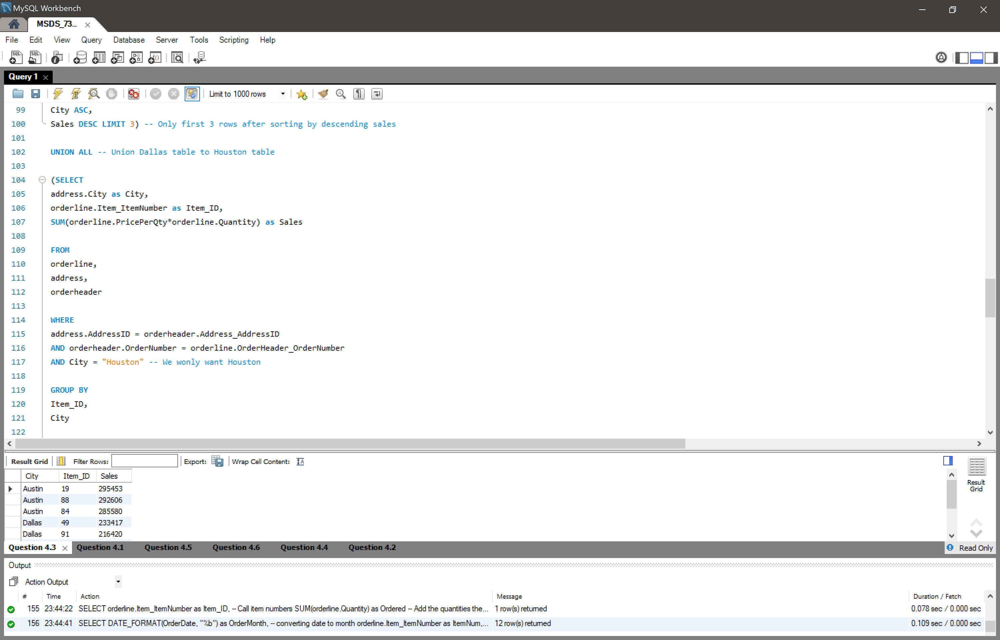 MySQL Workbench
MSDS_73...
File Edit View Query Database Server Tools Scripting Help
Query 1
Limit to 1000 rows
99 City ASC,
100 Sales DESC LIMIT 3) -- Only first 3 rows after sorting by descending sales
101
102 UNION ALL -- Union Dallas table to Houston table
103
104 (SELECT
105 address.City as City,
106 orderline.Item_ItemNumber as Item_ID,
107 SUM(orderline.PricePerQty*orderline.Quantity) as Sales
108
109 FROM
110 orderline,
111 address,
112 orderheader
113
114 WHERE
115 address.AddressID = orderheader.Address_AddressID
116 AND orderheader.OrderNumber = orderline.OrderHeader_OrderNumber
117 AND City = "Houston" -- We wonly want Houston
118
119 GROUP BY
120 Item_ID,
121 City
122
Result Grid Filter Rows: Export: Wrap Cell Content:
City Item_ID Sales
Austin 19 295453
Austin 88 292606
Austin 84 285580
Dallas 49 233417
Dallas 91 216420
Result
Grid
Question 4.3 Question 4.1 Question 4.5 Question 4.6 Question 4.4 Question 4.2
Read Only
Output
Action Output
# Time Action Message Duration / Fetch
155 23:44:22 SELECT orderline.Item_ItemNumber as Item_ID, -- Call item numbers SUM(orderline.Quantity) as Ordered -- Add the quantities the... 1 row(s) returned 0.078 sec / 0.000 sec
156 23:44:41 SELECT DATE_FORMAT(OrderDate, "%b") as OrderMonth, -- converting date to month orderline.Item_ItemNumber as ItemNum,... 12 row(s) returned 0.109 sec / 0.000 sec